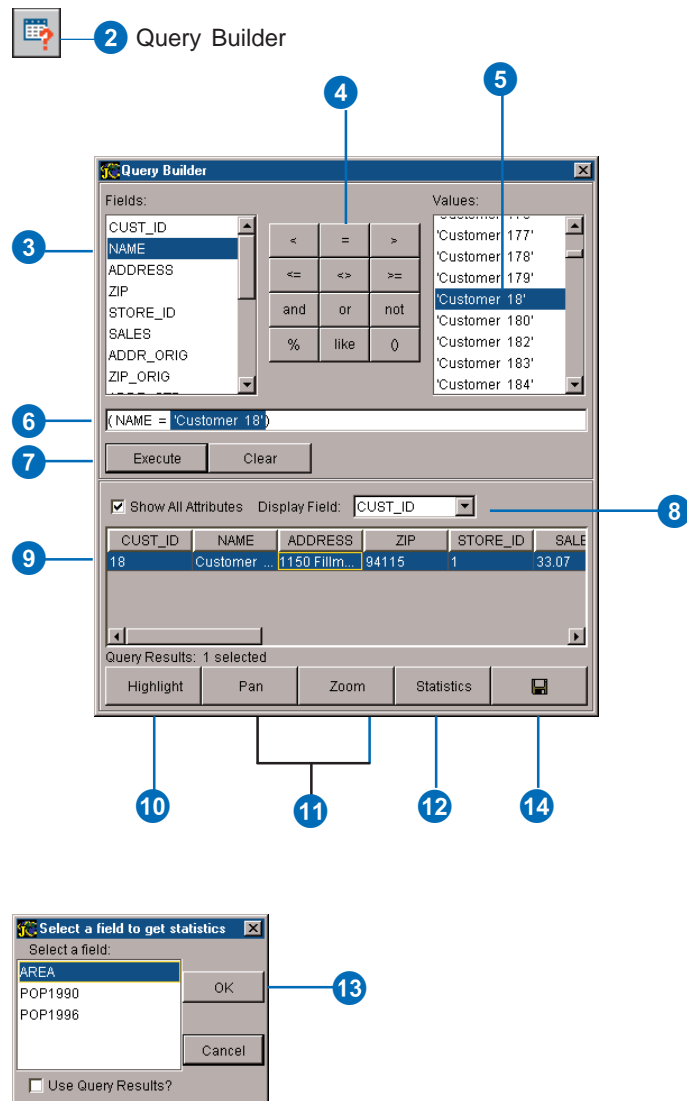 2 Query Builder
4
5
Query Builder
Fields:
Values:
CUST_ID
NAME
ADDRESS
ZIP
STORE_ID
SALES
ADDR_ORIG
ZIP_ORIG
< = >
<= <> >=
and or not
% like ()
'Customer 177'
'Customer 178'
'Customer 179'
'Customer 18'
'Customer 180'
'Customer 182'
'Customer 183'
'Customer 184'
3
6
( NAME = 'Customer 18')
7
Execute Clear
Show All Attributes Display Field: CUST_ID
8
CUST_ID NAME ADDRESS ZIP STORE_ID SALE
9
18 Customer ... 1150 Fillm... 94115 1 33.07
Query Results: 1 selected
Highlight Pan Zoom Statistics
10 11 12 14
Select a field to get statistics
Select a field:
AREA
POP1990
POP1996
OK
13
Cancel
Use Query Results?